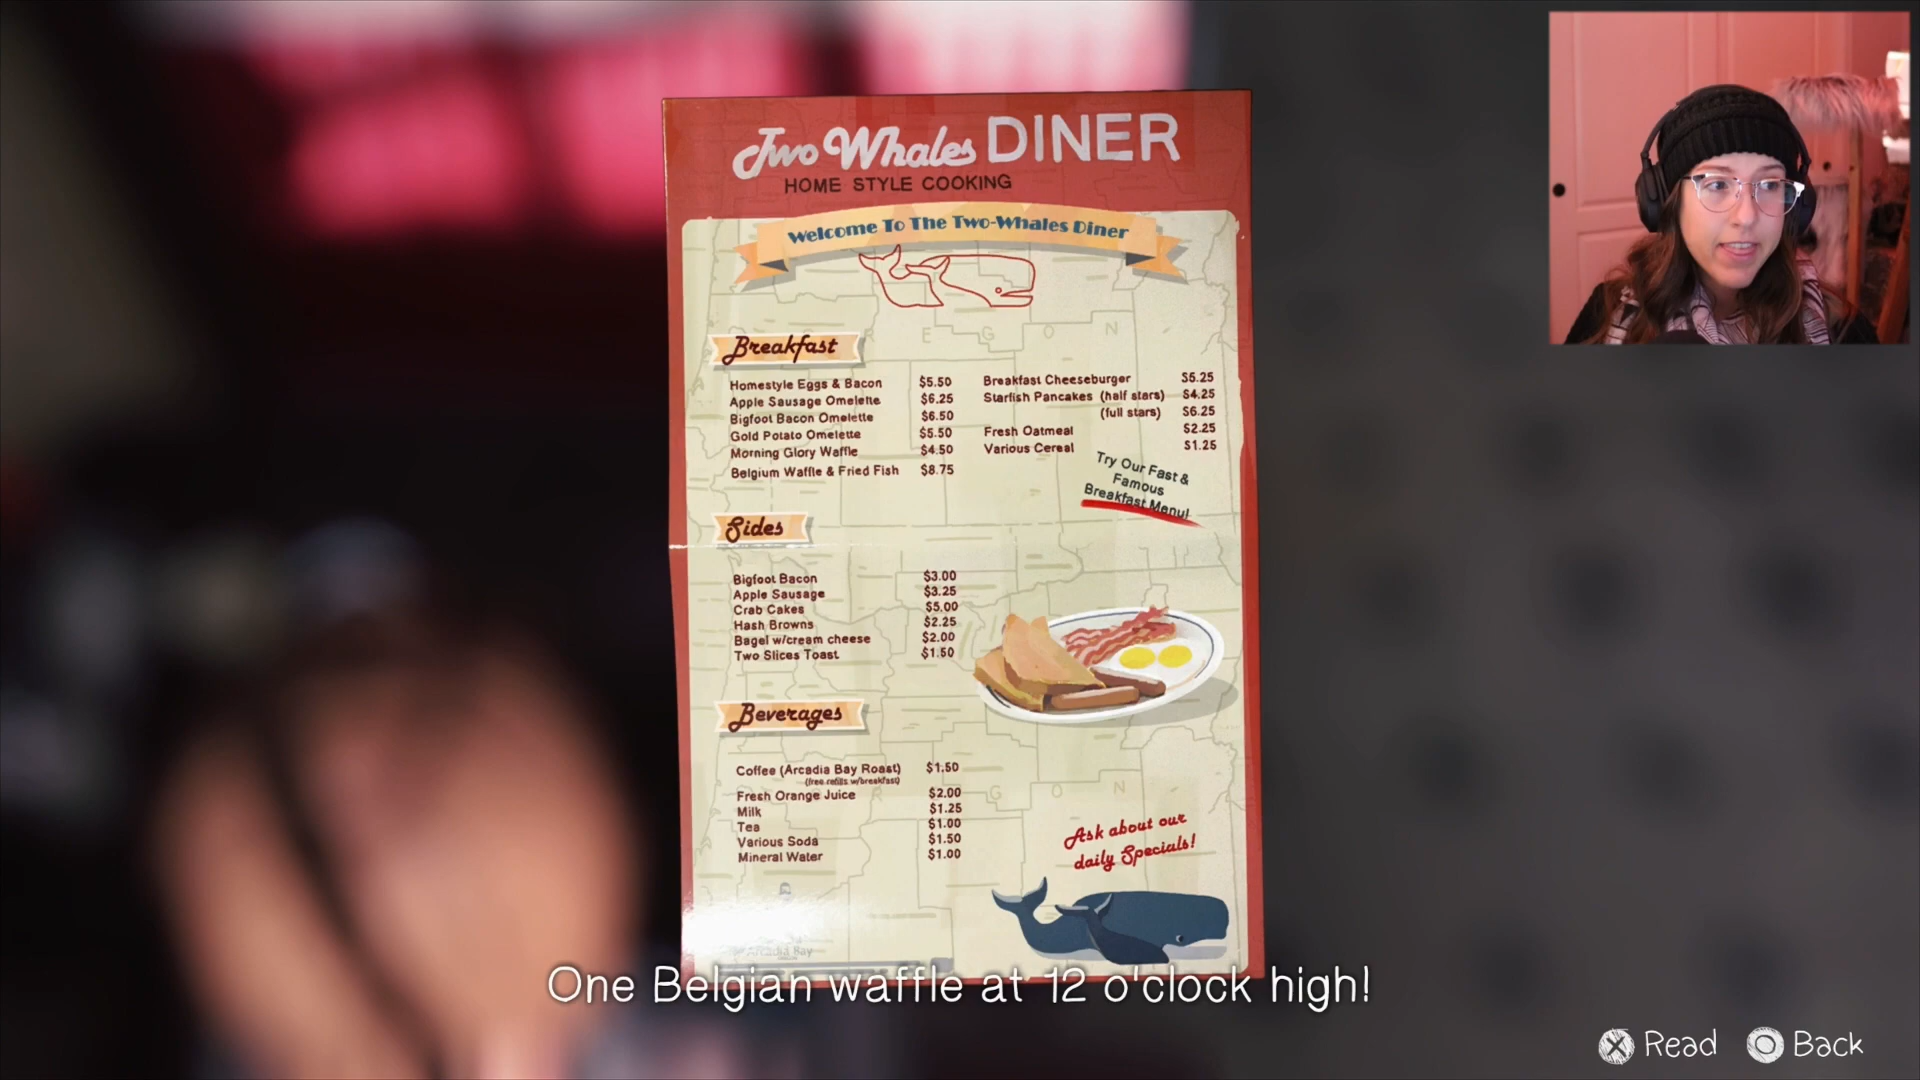 Two Whales DINER
HOME STYLE COOKING
Welcome To The Two-Whales Diner
Breakfast
Homestyle Eggs & Bacon $5.50
Apple Sausage Omelette $6.25
Bigfoot Bacon Omelette $6.50
Gold Potato Omelette $5.50
Morning Glory Waffle $4.50
Belgium Waffle & Fried Fish $8.75
Breakfast Cheeseburger $5.25
Starfish Pancakes (half stars) $4.25
(full stars) $6.25
Fresh Oatmeal $2.25
Various Cereal $1.25
Try Our Fast &
Famous
Breakfast Menu!
Sides
Bigfoot Bacon $3.00
Apple Sausage $3.25
Crab Cakes $5.00
Hash Browns $2.25
Bagel w/cream cheese $2.00
Two Slices Toast $1.50
Beverages
Coffee (Arcadia Bay Roast) $1.50
(free refills w/breakfast)
Fresh Orange Juice $2.00
Milk $1.25
Tea $1.00
Various Soda $1.50
Mineral Water $1.00
Ask about our
daily Specials!
Arcadia Bay
One Belgian waffle at 12 o'clock high!
Read
Back